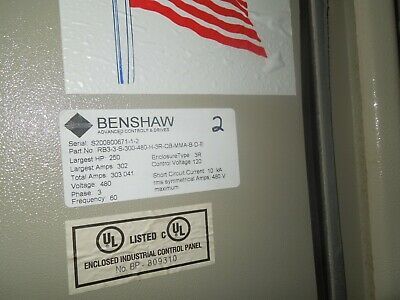 BENSHAW
ADVANCED CONTROLS & DRIVES
2
Serial: S200800671-1-2
Part No.: RB3-3-S-300-480-H-3R-CB-MMA-B-D-E
Largest HP: 250
Enclosure Type: 3R
Largest Amps: 302
Control Voltage: 120
Total Amps: 303.041
Voltage: 480
Short Circuit Current: 10 kA
Phase: 3
rms symmetrical Amps, 480 V
Frequency: 60
maximum
UL LISTED C UL
ENCLOSED INDUSTRIAL CONTROL PANEL
No. BP - 809310